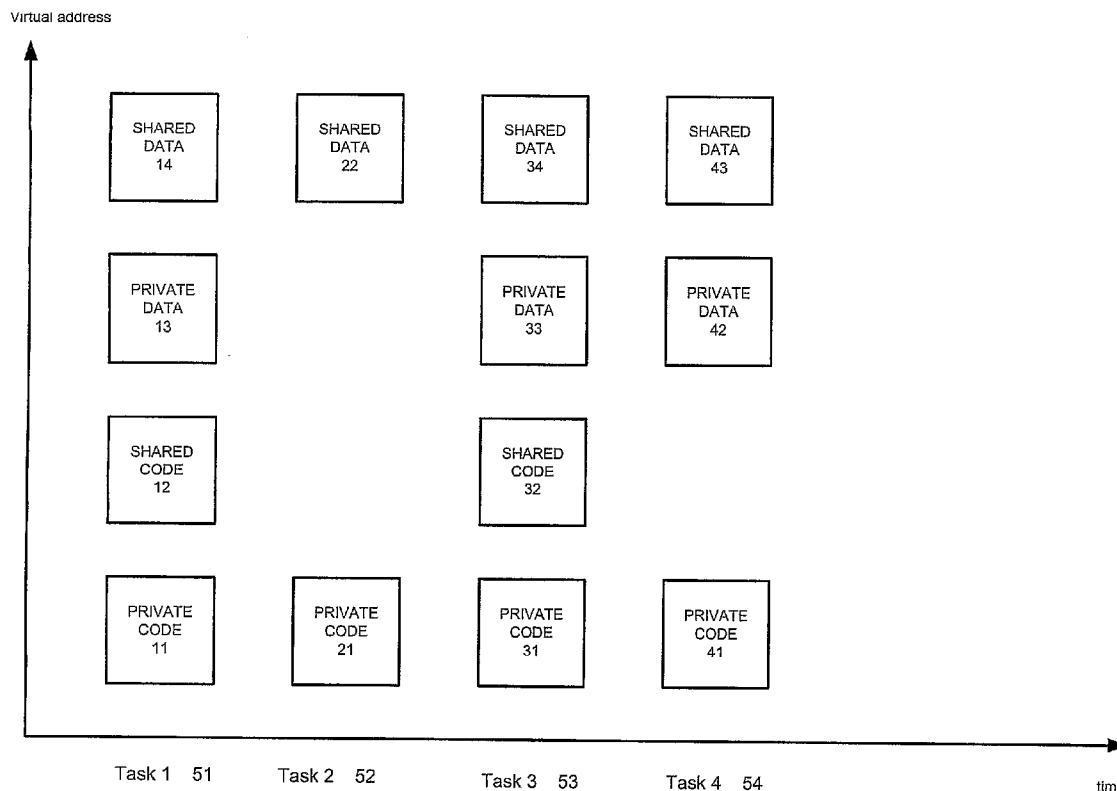 Virtual address
SHARED
DATA
14
SHARED
DATA
22
SHARED
DATA
34
SHARED
DATA
43
PRIVATE
DATA
13
PRIVATE
DATA
33
PRIVATE
DATA
42
SHARED
CODE
12
SHARED
CODE
32
PRIVATE
CODE
11
PRIVATE
CODE
21
PRIVATE
CODE
31
PRIVATE
CODE
41
Task 1 51
Task 2 52
Task 3 53
Task 4 54
tim